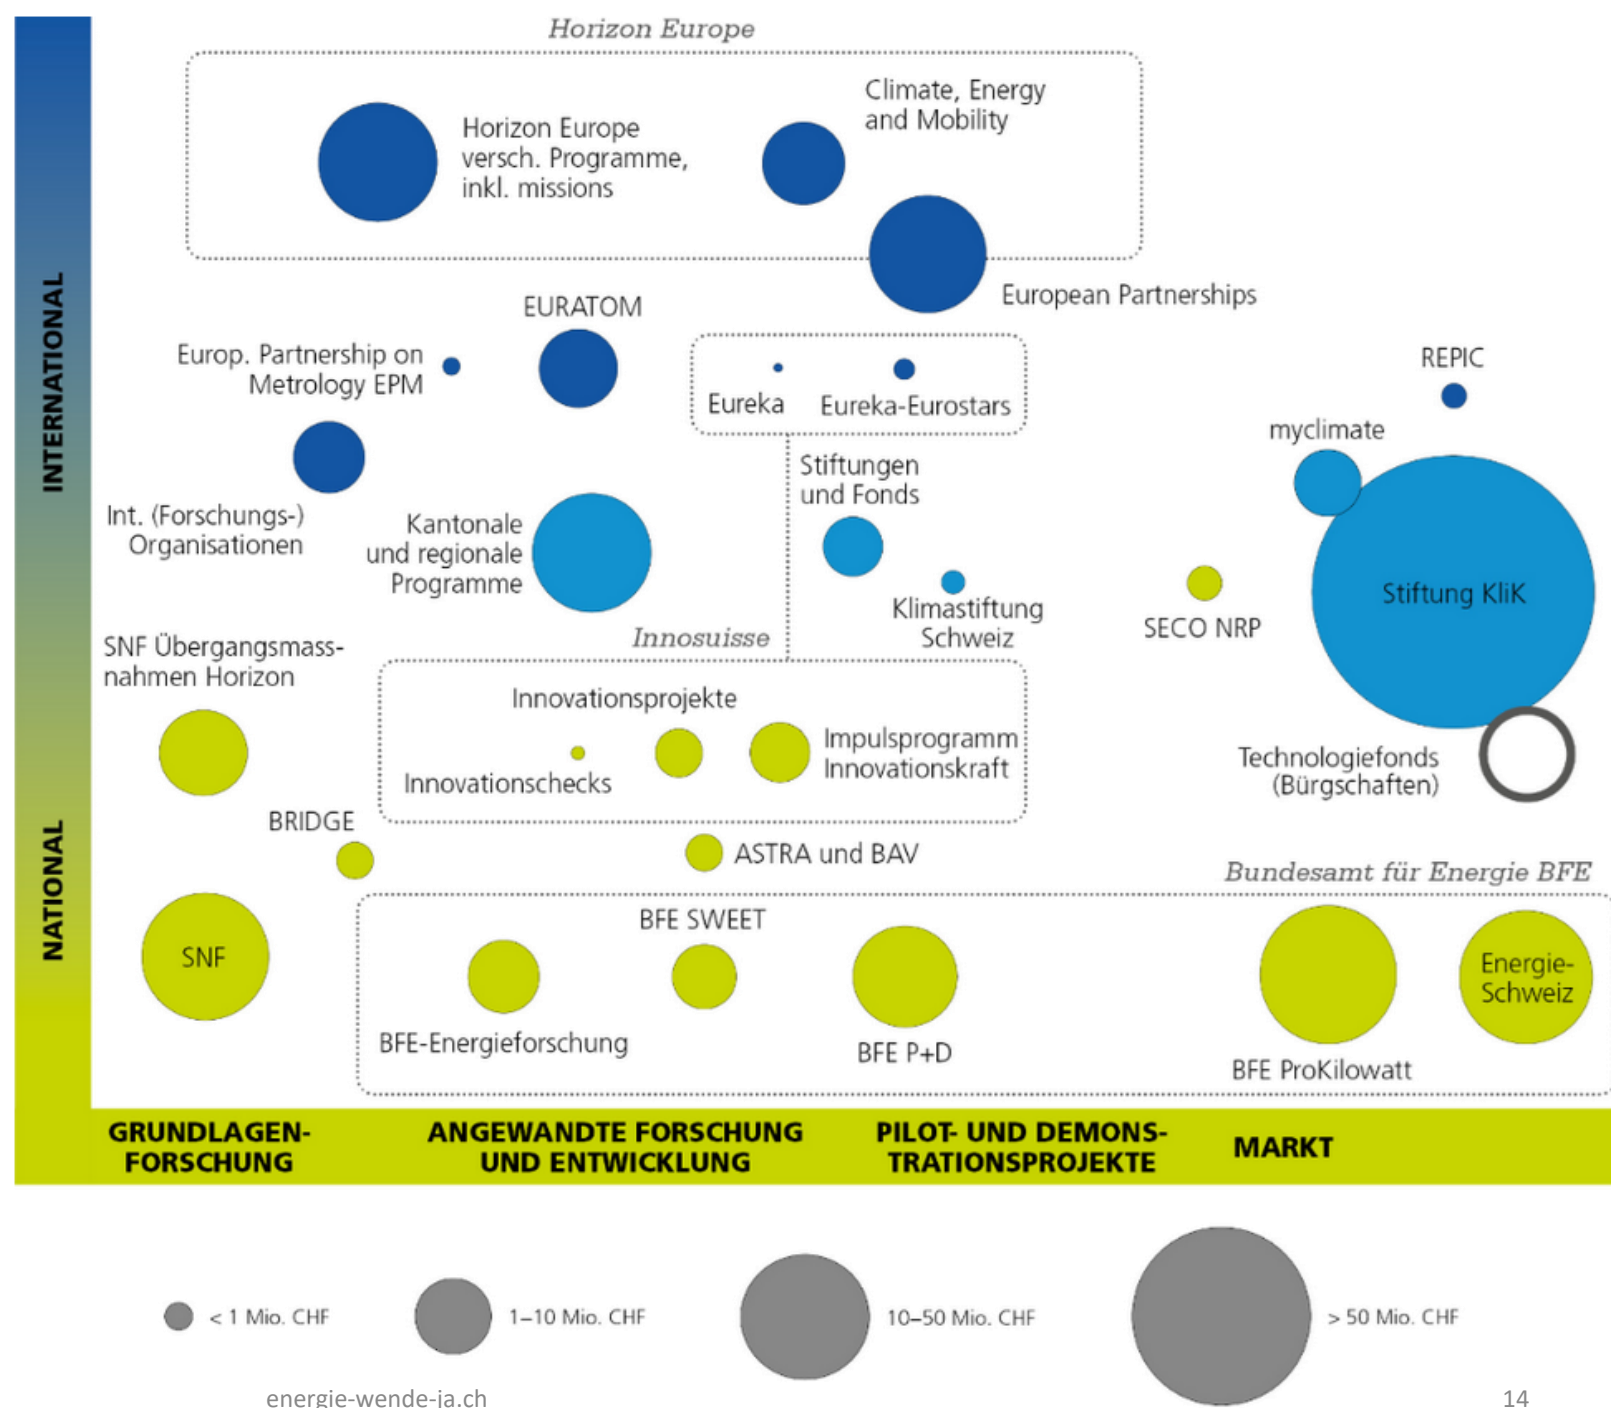 Horizon Europe
Climate, Energy
and Mobility
Horizon Europe
versch. Programme,
inkl. missions
European Partnerships
EURATOM
Europ. Partnership on
Metrology EPM
Eureka
Eureka-Eurostars
REPIC
myclimate
Stiftungen
und Fonds
Int. (Forschungs-)
Organisationen
Kantonale
und regionale
Programme
Klimastiftung
Schweiz
SECO NRP
Stiftung KliK
INTERNATIONAL
Innosuisse
SNF Übergangsmass-
nahmen Horizon
Innovationsprojekte
Impulsprogramm
Innovationskraft
Innovationschecks
Technologiefonds
(Bürgschaften)
BRIDGE
ASTRA und BAV
NATIONAL
Bundesamt für Energie BFE
BFE SWEET
SNF
Energie-
Schweiz
BFE-Energieforschung
BFE P+D
BFE ProKilowatt
GRUNDLAGEN-
FORSCHUNG
ANGEWANDTE FORSCHUNG
UND ENTWICKLUNG
PILOT- UND DEMONS-
TRATIONSPROJEKTE
MARKT
< 1 Mio. CHF
1–10 Mio. CHF
10–50 Mio. CHF
> 50 Mio. CHF
energie-wende-ja.ch
14